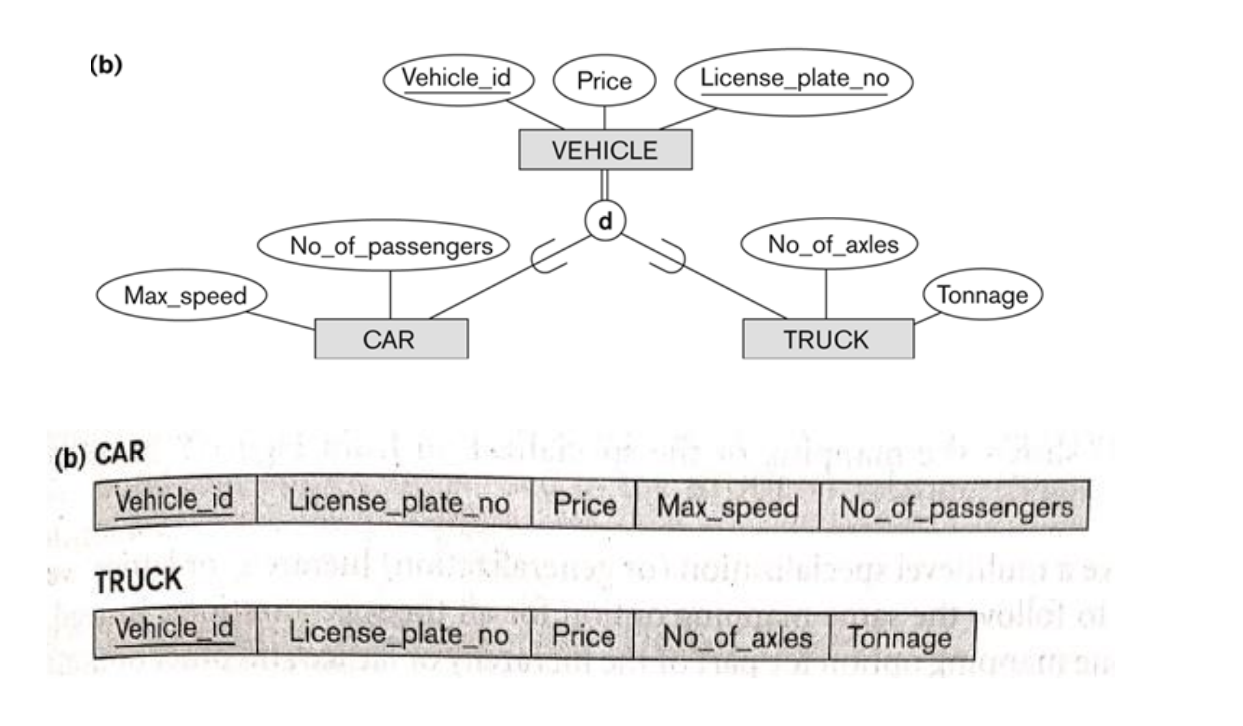 (b)
Vehicle_id Price License_plate_no
VEHICLE
d
No_of_passengers No_of_axles
Max_speed Tonnage
CAR TRUCK
(b) CAR
Vehicle_id License_plate_no Price Max_speed No_of_passengers
TRUCK
Vehicle_id License_plate_no Price No_of_axles Tonnage